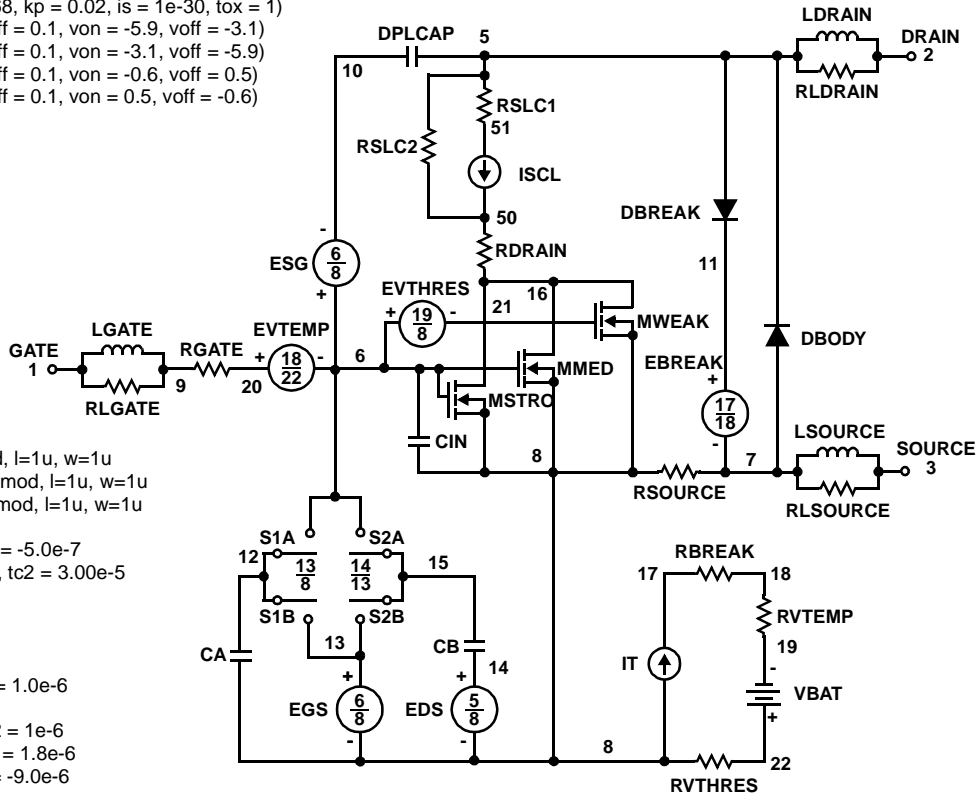 68, kp = 0.02, is = 1e-30, tox = 1)
ff = 0.1, von = -5.9, voff = -3.1)
ff = 0.1, von = -3.1, voff = -5.9)
ff = 0.1, von = -0.6, voff = 0.5)
ff = 0.1, von = 0.5, voff = -0.6)
LDRAIN
DPLCAP 5 DRAIN
10 2
RLDRAIN
RSLC1
51
RSLC2
ISCL
50
DBREAK
RDRAIN
ESG 6/8
11
EVTHRES 16
21
19/8
MWEAK
LGATE EVTEMP
DBODY
GATE RGATE 18/22 6 MMED EBREAK
1 9 20
MSTRO 17/18
RLGATE
CIN LSOURCE
8 7 SOURCE
3
RSOURCE
RLSOURCE
d, l=1u, w=1u
mod, l=1u, w=1u
mod, l=1u, w=1u
= -5.0e-7
, tc2 = 3.00e-5
S1A S2A
12 13/8 14/13 15
S1B S2B
13
CA CB
14
EGS 6/8 EDS 5/8
RBREAK
17 18
RVTEMP
19
IT
VBAT
8
22
RVTHRES
= 1.0e-6
2 = 1e-6
= 1.8e-6
= -9.0e-6